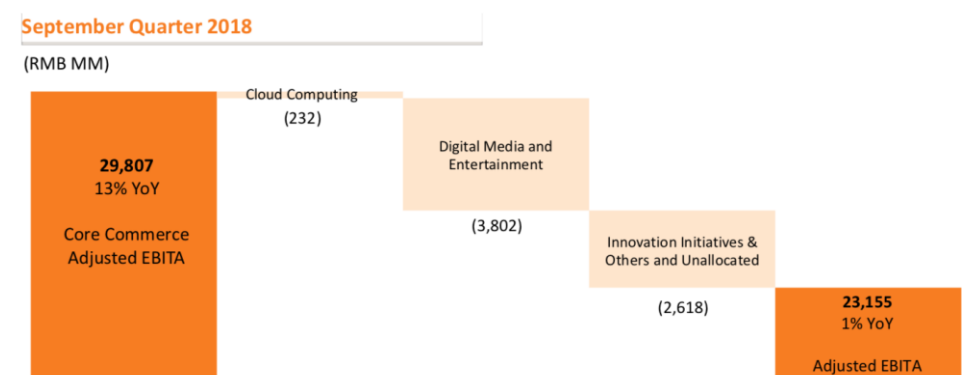 September Quarter 2018
(RMB MM)
29,807
13% YoY
Core Commerce
Adjusted EBITA
Cloud Computing
(232)
Digital Media and
Entertainment
(3,802)
Innovation Initiatives &
Others and Unallocated
(2,618)
23,155
1% YoY
Adjusted EBITA